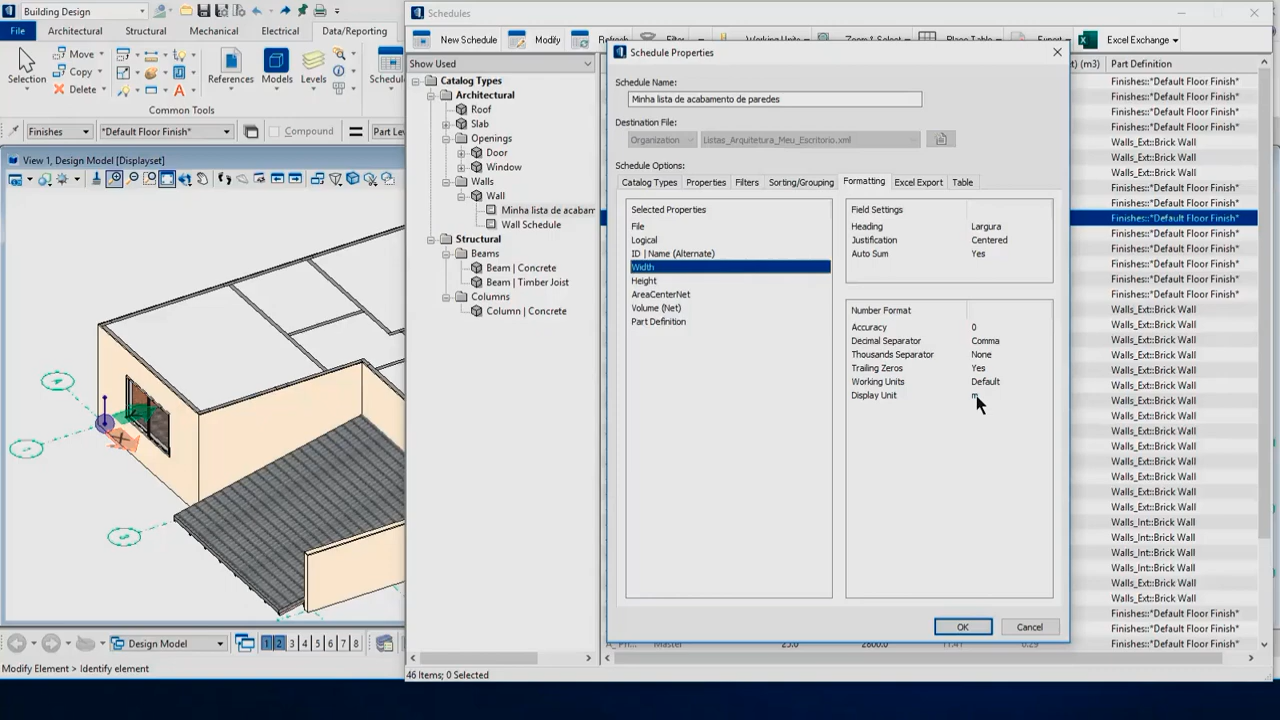 Building Design
Schedules
File
Architectural
Structural
Mechanical
Electrical
Data/Reporting
Selection
Move
Copy
Delete
References
Models
Levels
Common Tools
Finishes
*Default Floor Finish*
Compound
New Schedule
Modify
Excel Exchange
Show Used
Catalog Types
Architectural
Roof
Slab
Openings
Door
Window
Walls
Wall
Minha lista de acabam
Wall Schedule
Structural
Beams
Beam | Concrete
Beam | Timber Joist
Columns
Column | Concrete
View 1, Design Model [Displayset]
Schedule Properties
Schedule Name:
Minha lista de acabamento de paredes
Destination File:
Organization
Listas_Arquitetura_Meu_Escritorio.xml
Schedule Options:
Catalog Types
Properties
Filters
Sorting/Grouping
Formatting
Excel Export
Table
Selected Properties
File
Logical
ID | Name (Alternate)
Width
Height
AreaCenterNet
Volume (Net)
Part Definition
Field Settings
Heading Largura
Justification Centered
Auto Sum Yes
Number Format
Accuracy 0
Decimal Separator Comma
Thousands Separator None
Trailing Zeros Yes
Working Units Default
Display Unit
OK
Cancel
(m3)
Part Definition
Finishes::*Default Floor Finish*
Finishes::*Default Floor Finish*
Finishes::*Default Floor Finish*
Finishes::*Default Floor Finish*
Walls_Ext::Brick Wall
Walls_Ext::Brick Wall
Finishes::*Default Floor Finish*
Finishes::*Default Floor Finish*
Finishes::*Default Floor Finish*
Finishes::*Default Floor Finish*
Finishes::*Default Floor Finish*
Finishes::*Default Floor Finish*
Finishes::*Default Floor Finish*
Finishes::*Default Floor Finish*
Finishes::*Default Floor Finish*
Walls_Ext::Brick Wall
Walls_Ext::Brick Wall
Walls_Ext::Brick Wall
Walls_Ext::Brick Wall
Walls_Ext::Brick Wall
Walls_Ext::Brick Wall
Walls_Ext::Brick Wall
Walls_Ext::Brick Wall
Walls_Ext::Brick Wall
Walls_Ext::Brick Wall
Walls_Ext::Brick Wall
Walls_Ext::Brick Wall
Walls_Ext::Brick Wall
Walls_Ext::Brick Wall
Walls_Int::Brick Wall
Walls_Int::Brick Wall
Walls_Int::Brick Wall
Walls_Int::Brick Wall
Walls_Ext::Brick Wall
Walls_Ext::Brick Wall
Finishes::*Default Floor Finish*
Finishes::*Default Floor Finish*
Finishes::*Default Floor Finish*
Design Model
1 2 3 4 5 6 7 8
Modify Element > Identify element
46 Items; 0 Selected